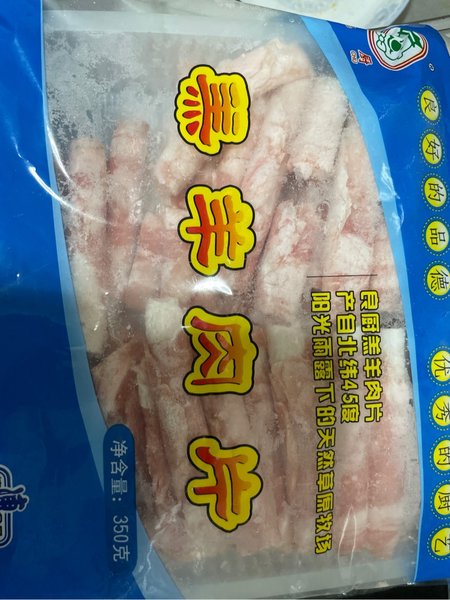 良好的品德 优秀的厨艺
良厨羔羊肉片
产自北纬45度
阳光雨露下的天然草原牧场
羔羊肉片
净含量：350克